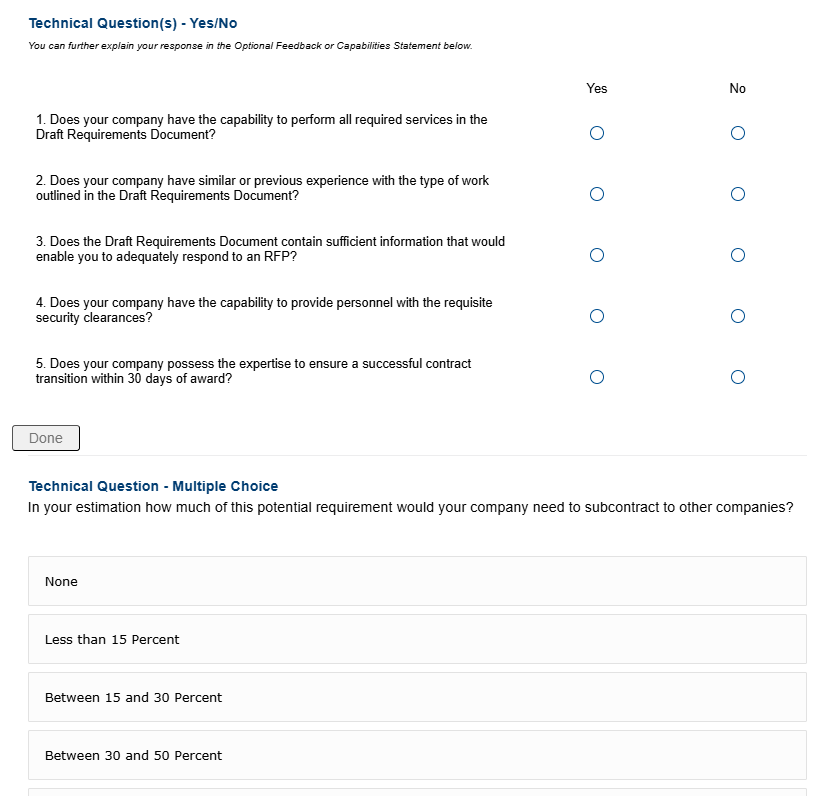 Technical Question(s) - Yes/No
You can further explain your response in the Optional Feedback or Capabilities Statement below.
Yes No
1. Does your company have the capability to perform all required services in the
Draft Requirements Document?
2. Does your company have similar or previous experience with the type of work
outlined in the Draft Requirements Document?
3. Does the Draft Requirements Document contain sufficient information that would
enable you to adequately respond to an RFP?
4. Does your company have the capability to provide personnel with the requisite
security clearances?
5. Does your company possess the expertise to ensure a successful contract
transition within 30 days of award?
Done
Technical Question - Multiple Choice
In your estimation how much of this potential requirement would your company need to subcontract to other companies?
None
Less than 15 Percent
Between 15 and 30 Percent
Between 30 and 50 Percent